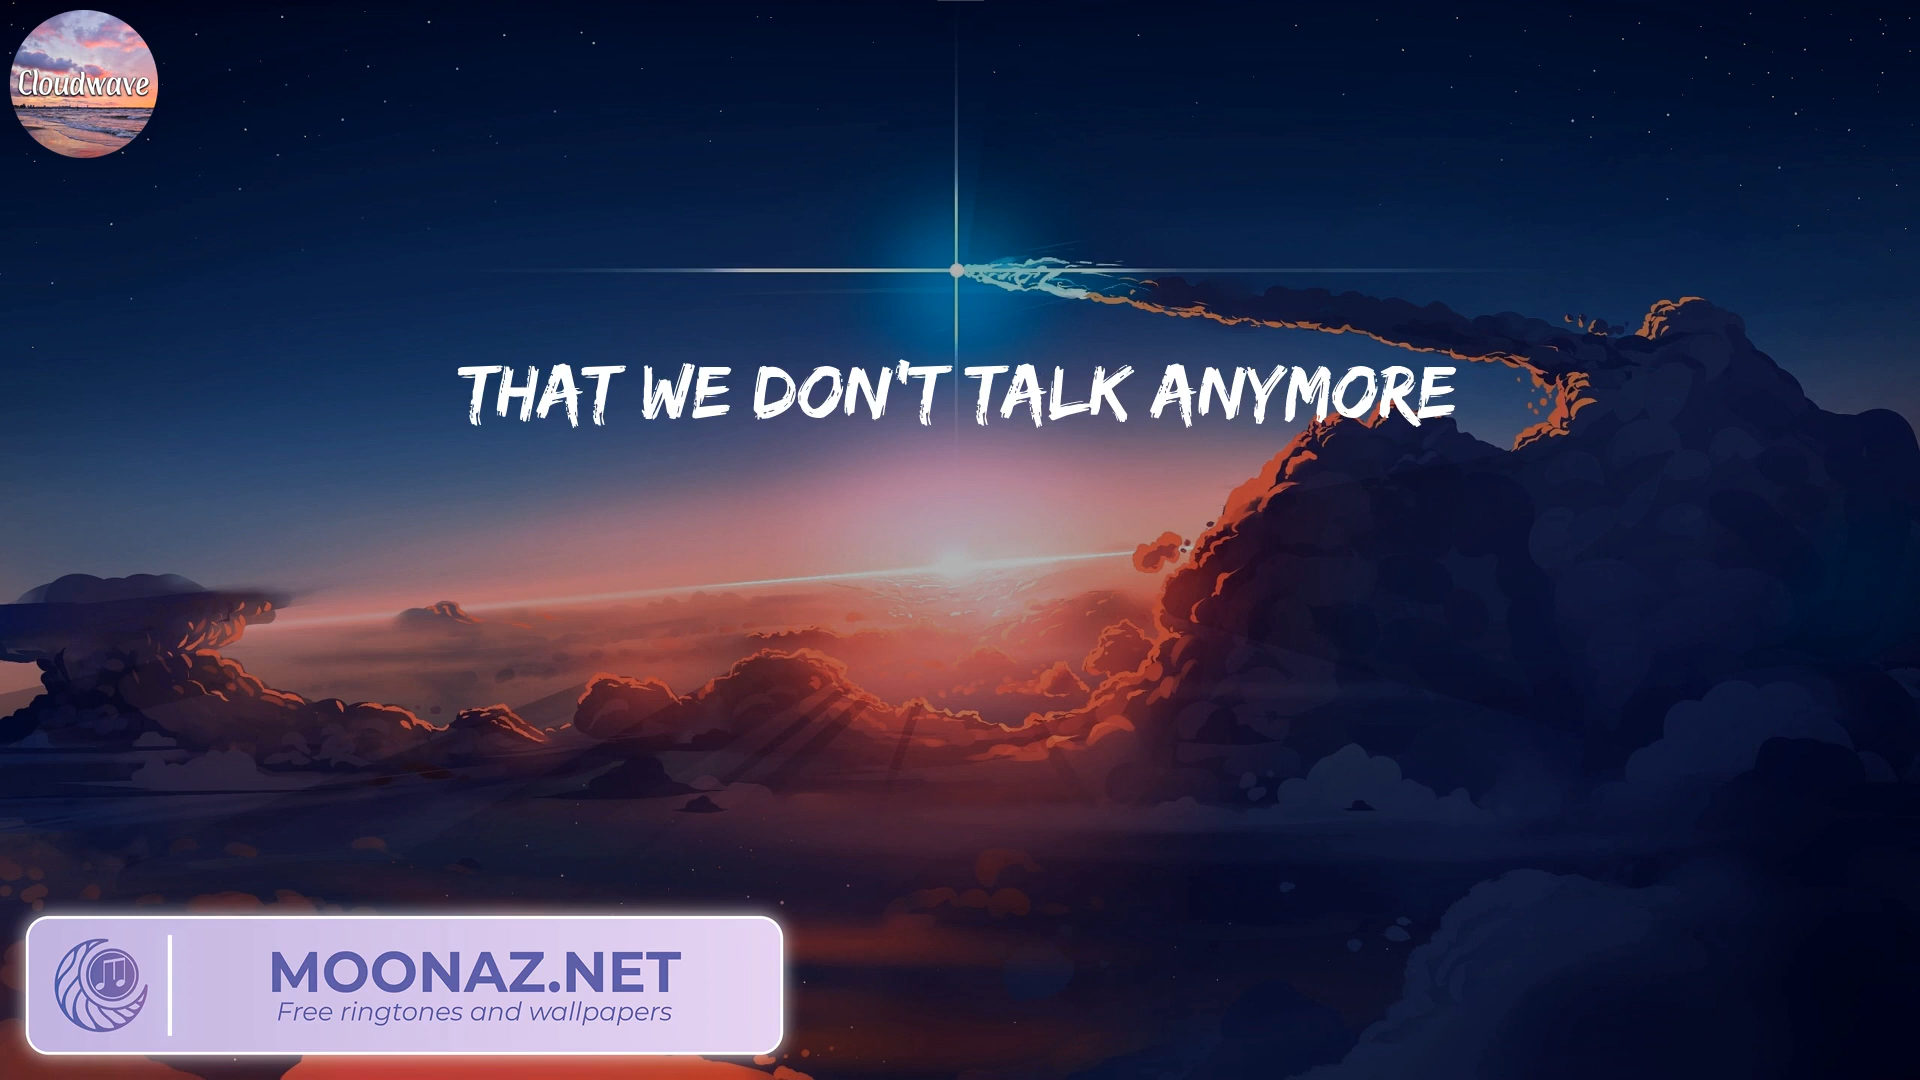 Cloudwave
THAT WE DON'T TALK ANYMORE
MOONAZ.NET
Free ringtones and wallpapers